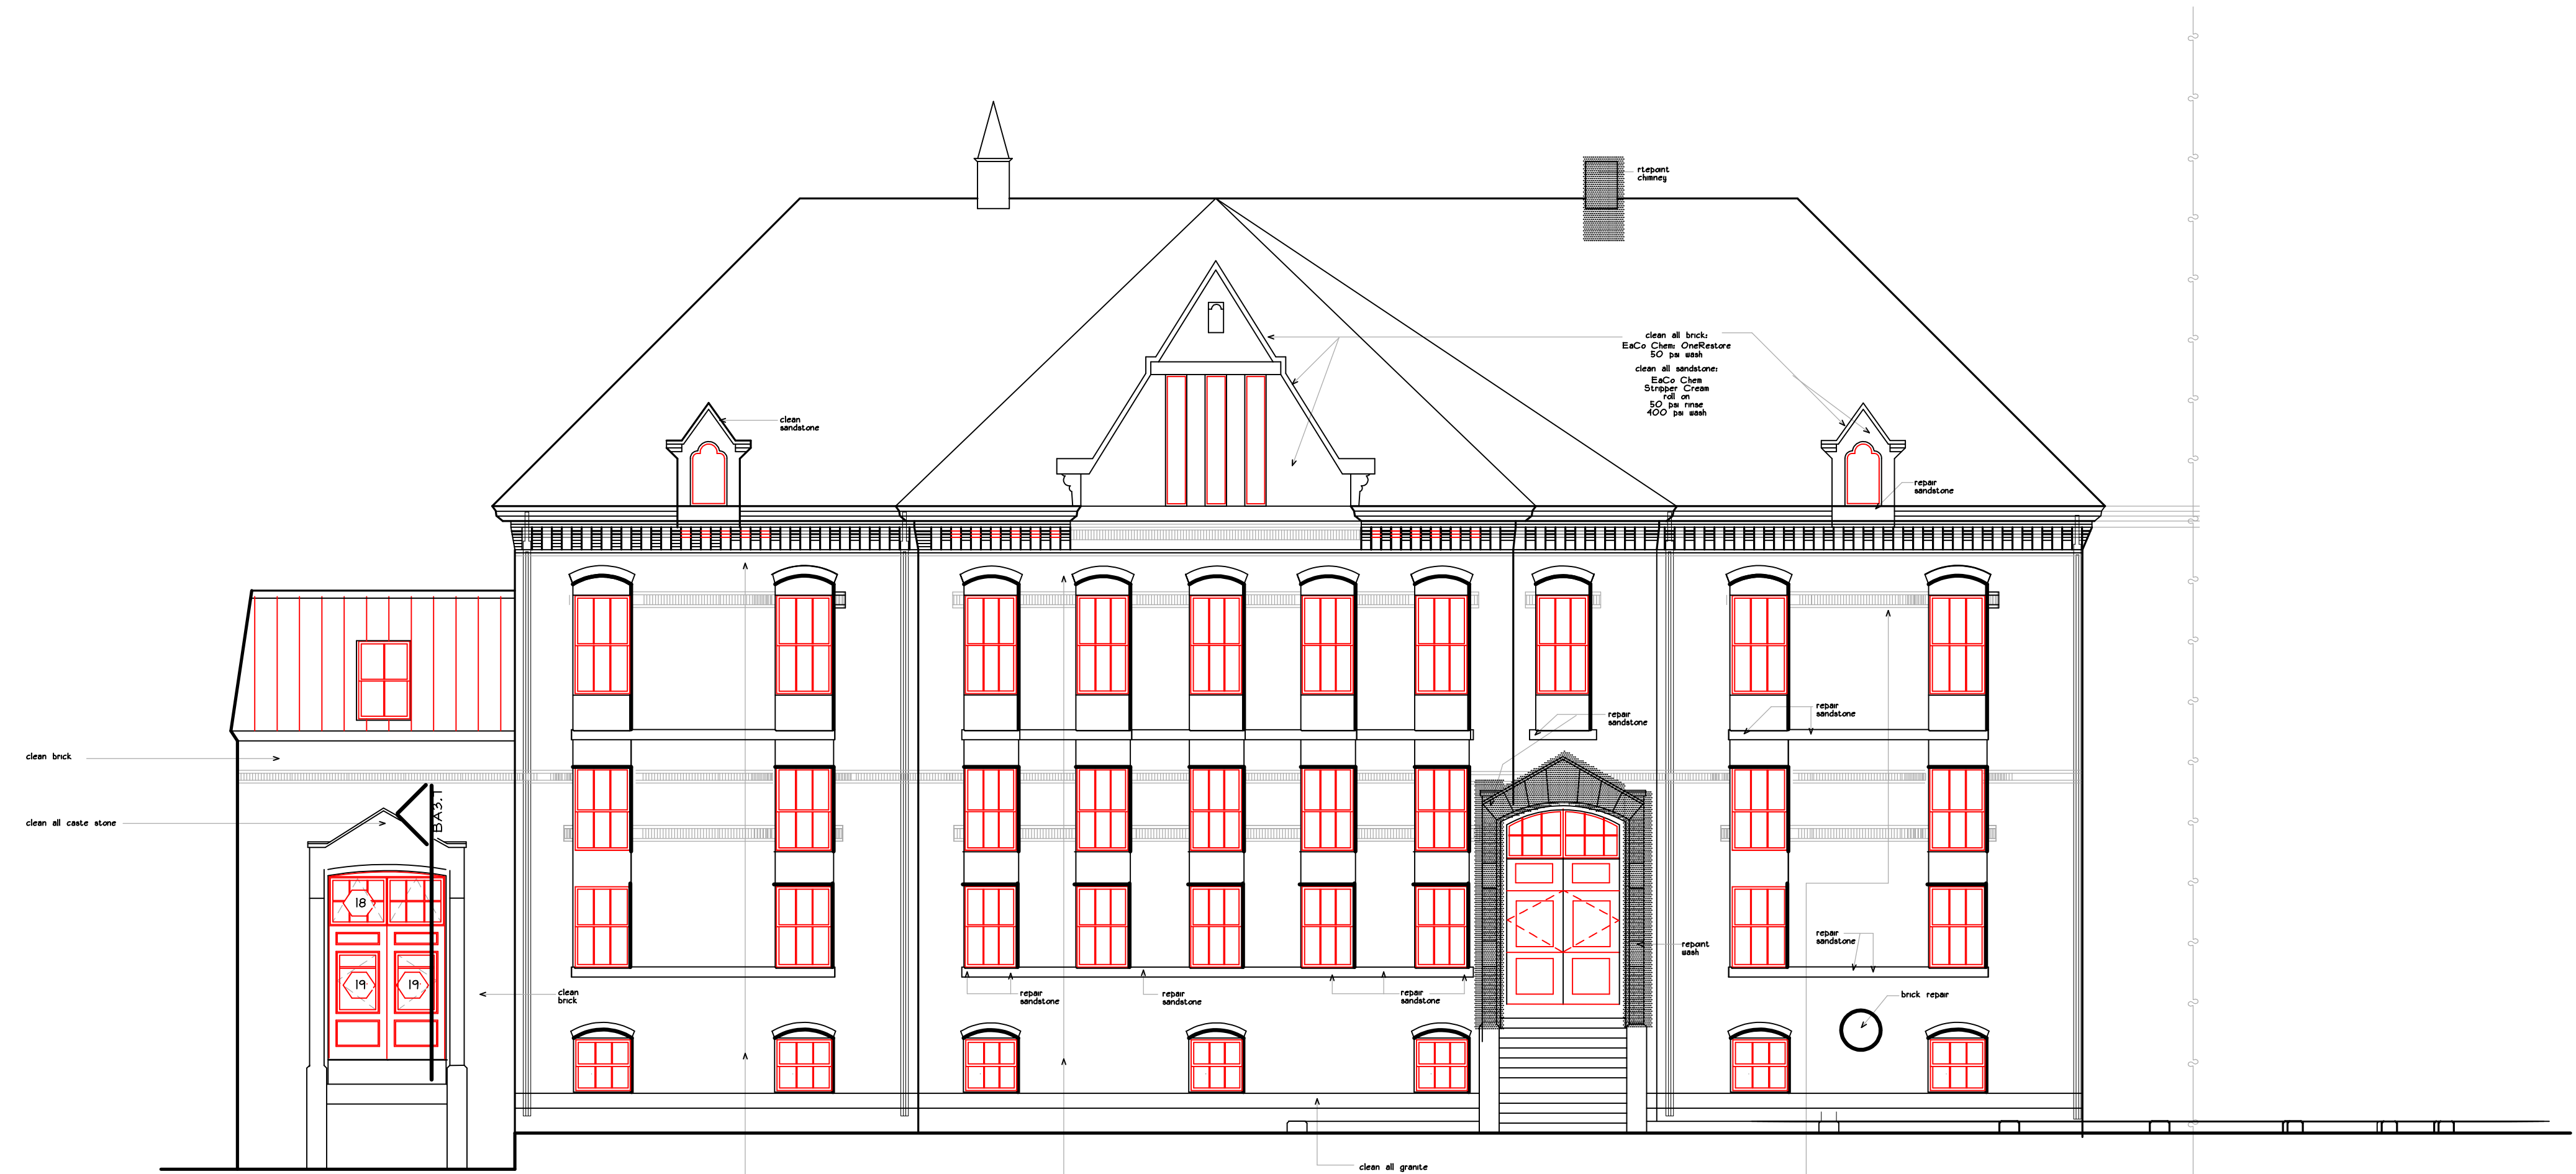 rtepoint
chimney
clean all brick:
EaCo Chem: OneRestore
50 psi wash
clean all sandstone:
EaCo Chem
Stripper Cream
roll on
50 psi rinse
400 psi wash
clean
sandstone
repair
sandstone
repair
sandstone
repair
sandstone
clean brick
clean all caste stone
BA3.1
18
19
19
repair
sandstone
repoint
wash
clean
brick
repair
sandstone
repair
sandstone
repair
sandstone
brick repair
clean all granite